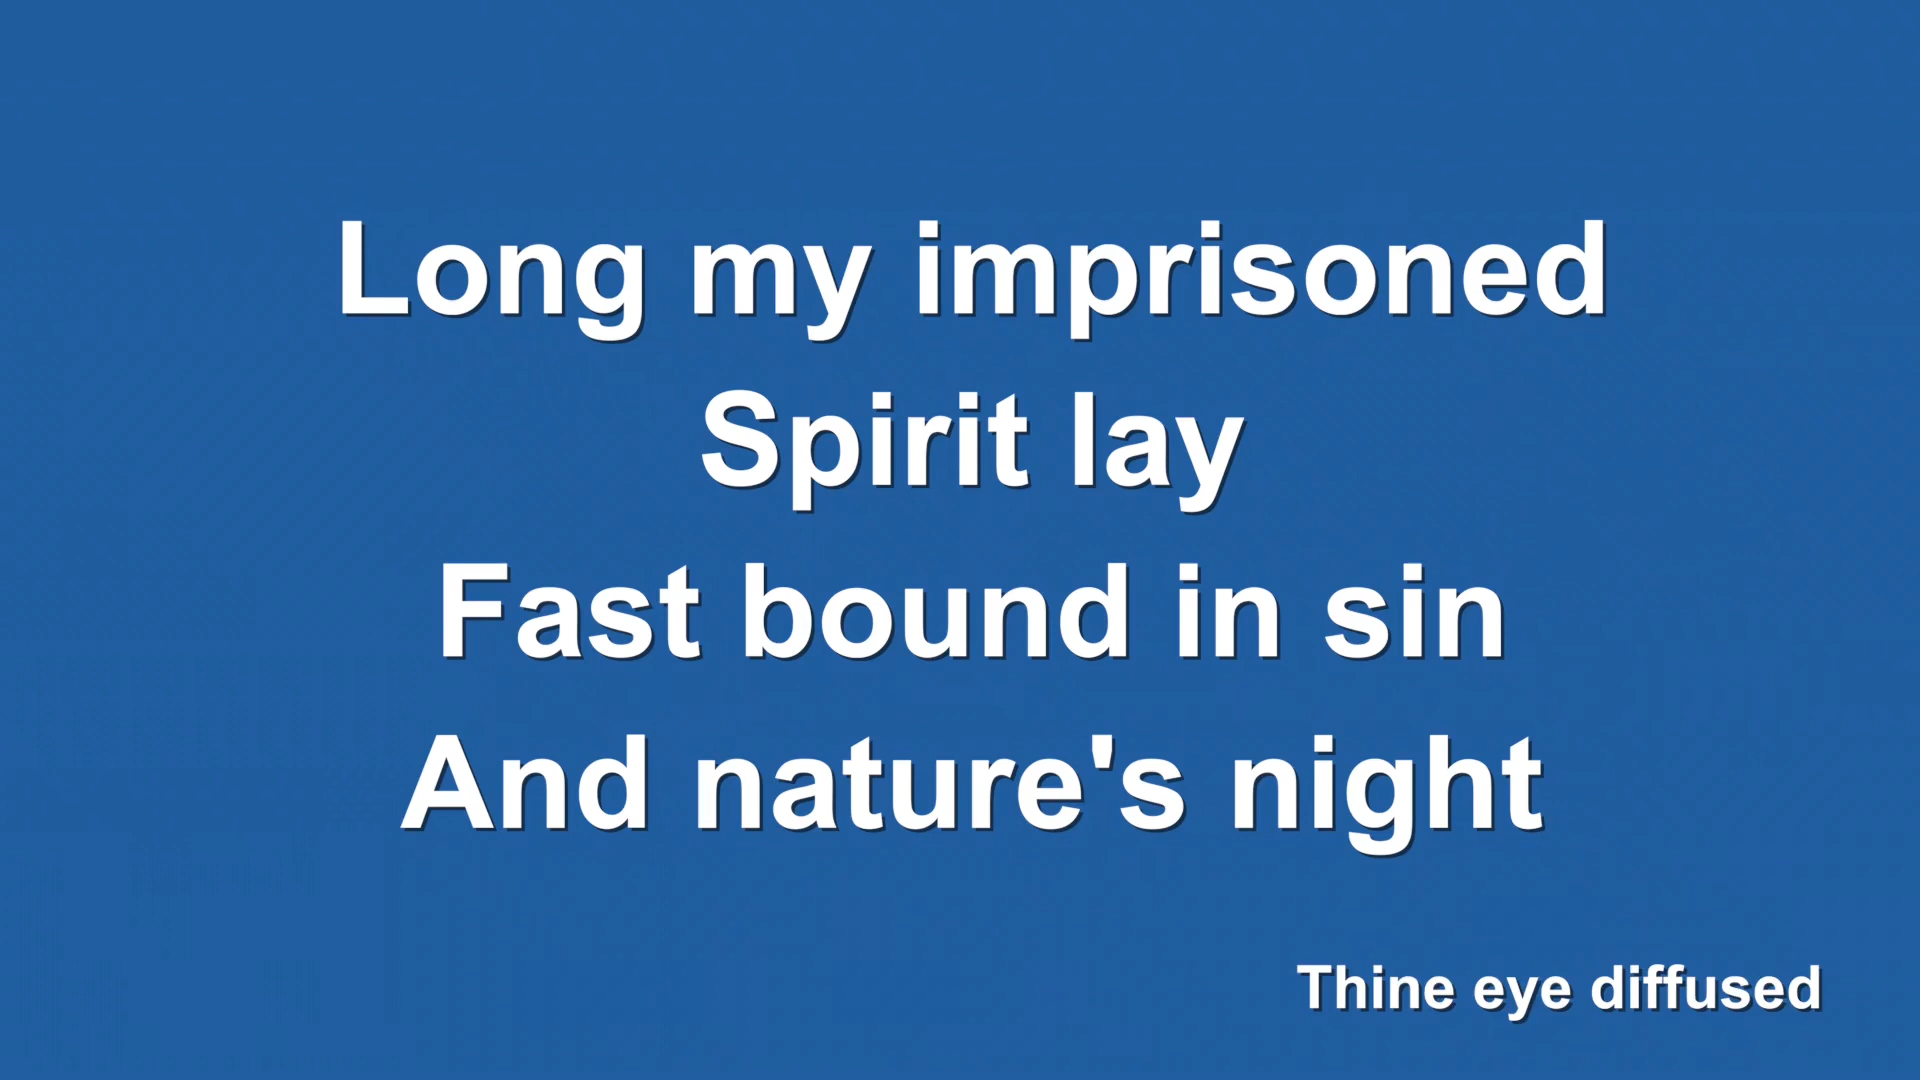 Long my imprisoned
Spirit lay
Fast bound in sin
And nature's night
Thine eye diffused